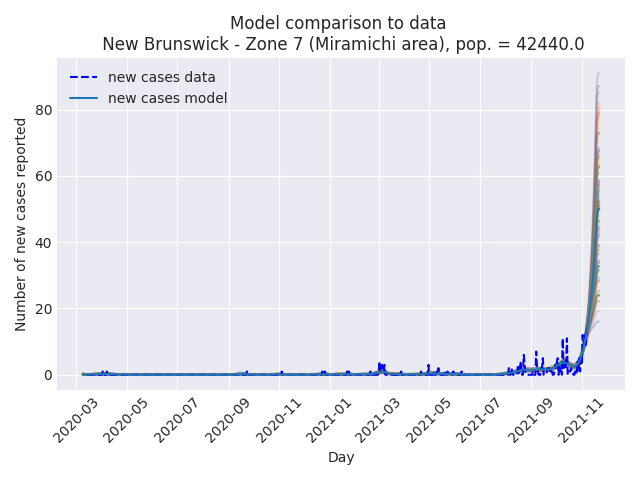 Model comparison to data
New Brunswick - Zone 7 (Miramichi area), pop. = 42440.0
new cases data
new cases model
Number of new cases reported
80
60
40
20
0
2020-03
2020-05
2020-07
2020-09
2020-11
2021-01
2021-03
2021-05
2021-07
2021-09
2021-11
Day